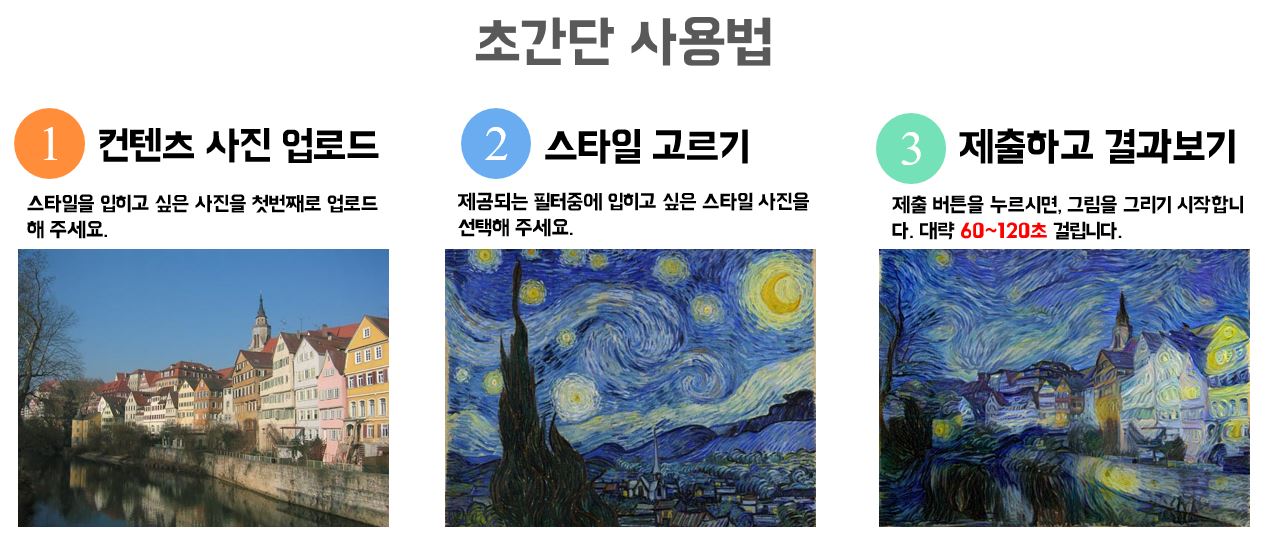 초간단 사용법
1 컨텐츠 사진 업로드
스타일을 입히고 싶은 사진을 첫번째로 업로드
해 주세요.
2 스타일 고르기
제공되는 필터중에 입히고 싶은 스타일 사진을
선택해 주세요.
3 제출하고 결과보기
제출 버튼을 누르시면, 그림을 그리기 시작합니
다. 대략 60~120초 걸립니다.